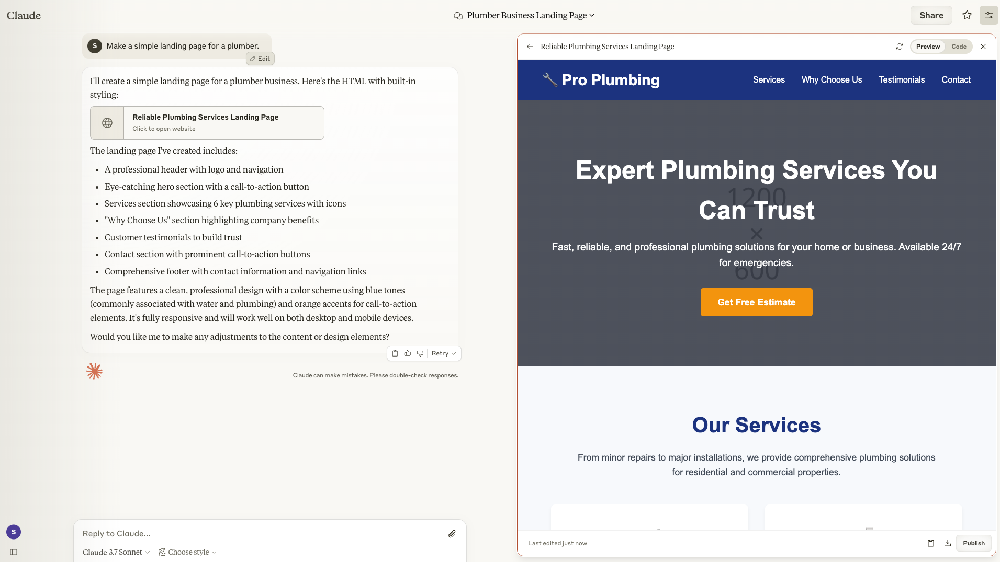 Claude
Plumber Business Landing Page
Share
S
Make a simple landing page for a plumber.
Edit
I'll create a simple landing page for a plumber business. Here's the HTML with built-in
styling:
Reliable Plumbing Services Landing Page
Click to open website
The landing page I've created includes:
• A professional header with logo and navigation
• Eye-catching hero section with a call-to-action button
• Services section showcasing 6 key plumbing services with icons
• "Why Choose Us" section highlighting company benefits
• Customer testimonials to build trust
• Contact section with prominent call-to-action buttons
• Comprehensive footer with contact information and navigation links
The page features a clean, professional design with a color scheme using blue tones
(commonly associated with water and plumbing) and orange accents for call-to-action
elements. It's fully responsive and will work well on both desktop and mobile devices.
Would you like me to make any adjustments to the content or design elements?
Retry
Claude can make mistakes. Please double-check responses.
S
Reply to Claude...
Claude 3.7 Sonnet
Choose style
Reliable Plumbing Services Landing Page
Preview
Code
Pro Plumbing
Services
Why Choose Us
Testimonials
Contact
Expert Plumbing Services You
1200
Can Trust
×
Fast, reliable, and professional plumbing solutions for your home or business. Available 24/7
for emergencies.
600
Get Free Estimate
Our Services
From minor repairs to major installations, we provide comprehensive plumbing solutions
for residential and commercial properties.
Last edited just now
Publish